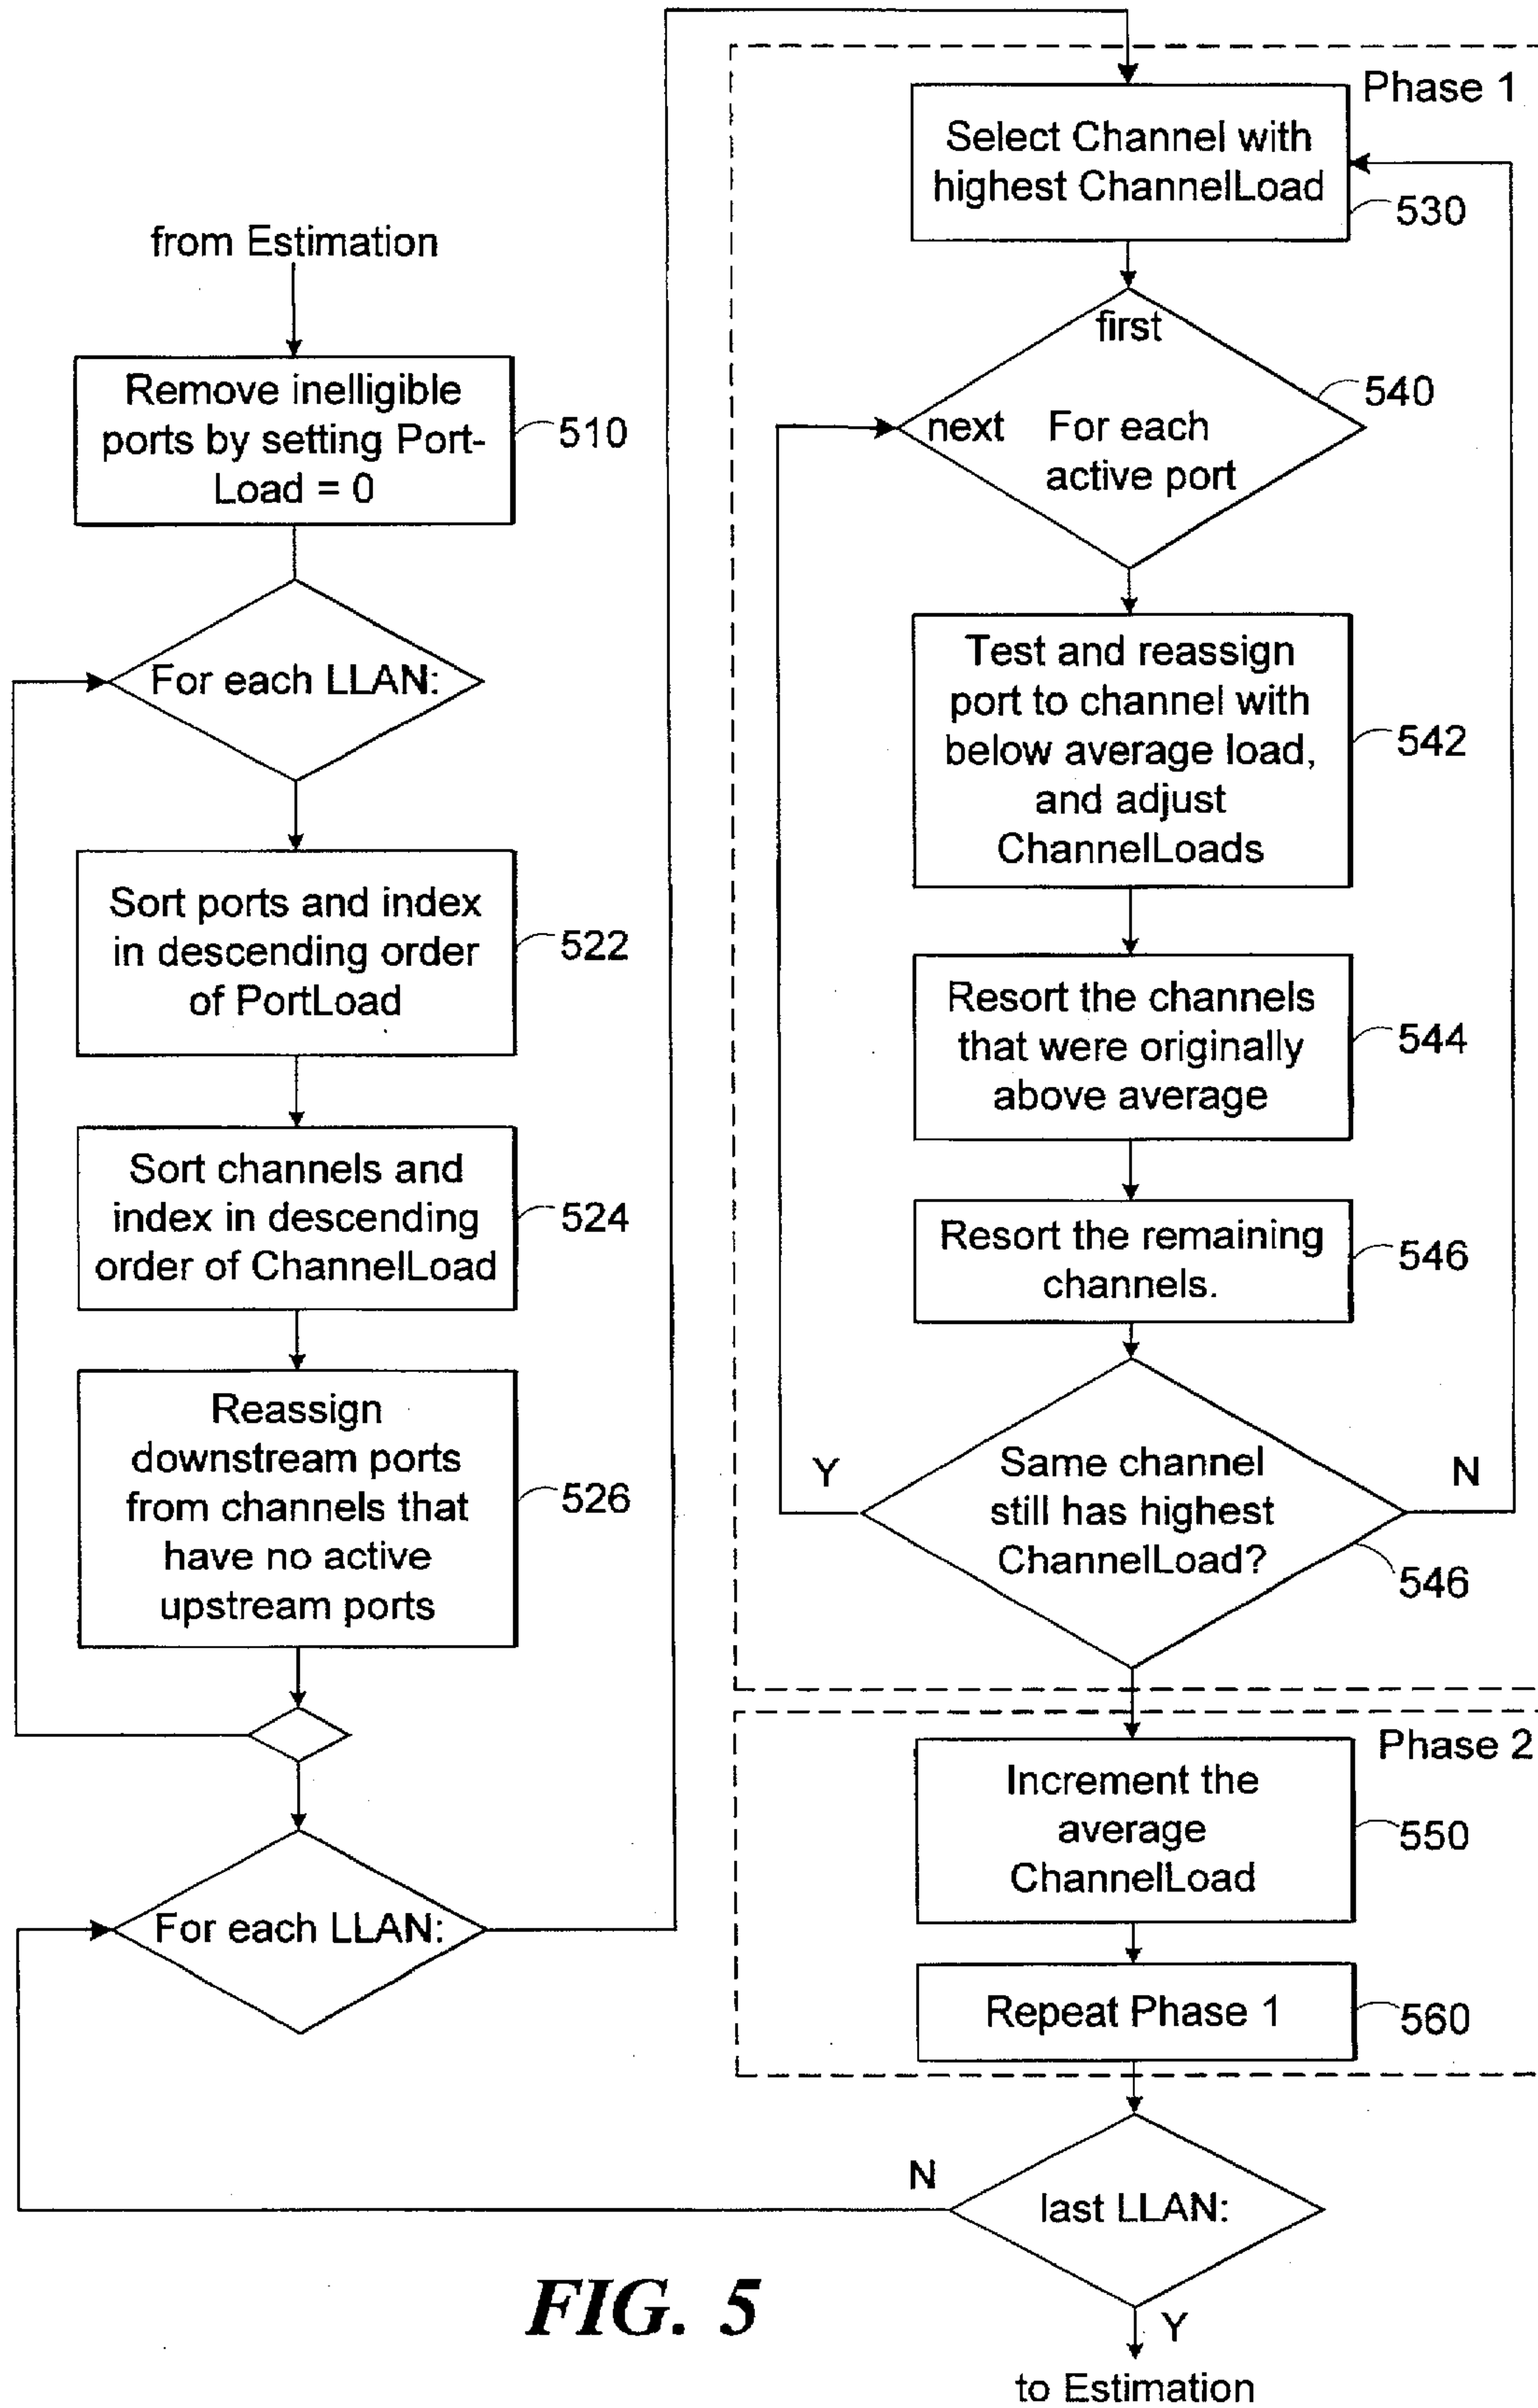 from Estimation
Remove inelligible
ports by setting Port-
Load = 0
510
For each LLAN:
Sort ports and index
in descending order
of PortLoad
522
Sort channels and
index in descending
order of ChannelLoad
524
Reassign
downstream ports
from channels that
have no active
upstream ports
526
For each LLAN:
Phase 1
Select Channel with
highest ChannelLoad
530
first
540
next For each
active port
Test and reassign
port to channel with
below average load,
and adjust
ChannelLoads
542
Resort the channels
that were originally
above average
544
Resort the remaining
channels.
546
Y
N
Same channel
still has highest
ChannelLoad?
546
Phase 2
Increment the
average
ChannelLoad
550
Repeat Phase 1
560
N
last LLAN:
Y
to Estimation
FIG. 5